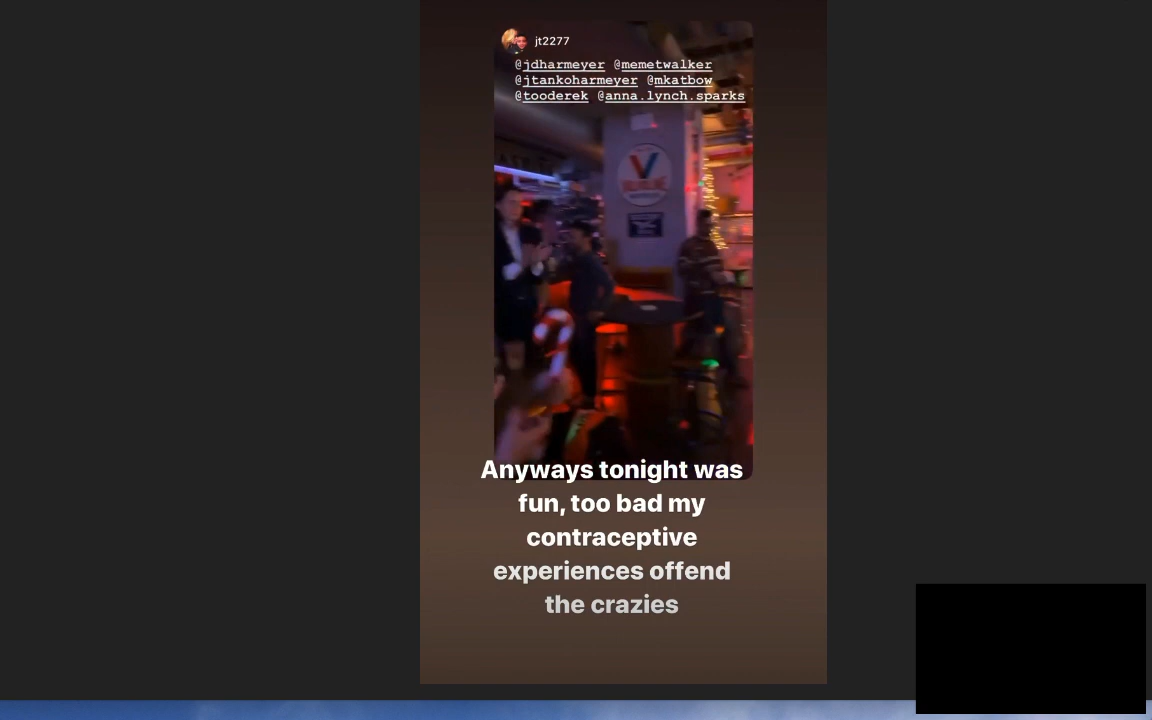 jt2277
@jdharmeyer @memetwalker
@jtankoharmeyer @mkatbow
@tooderek @anna.lynch.sparks
V
VALVOLINE
Anyways tonight was
fun, too bad my
contraceptive
experiences offend
the crazies